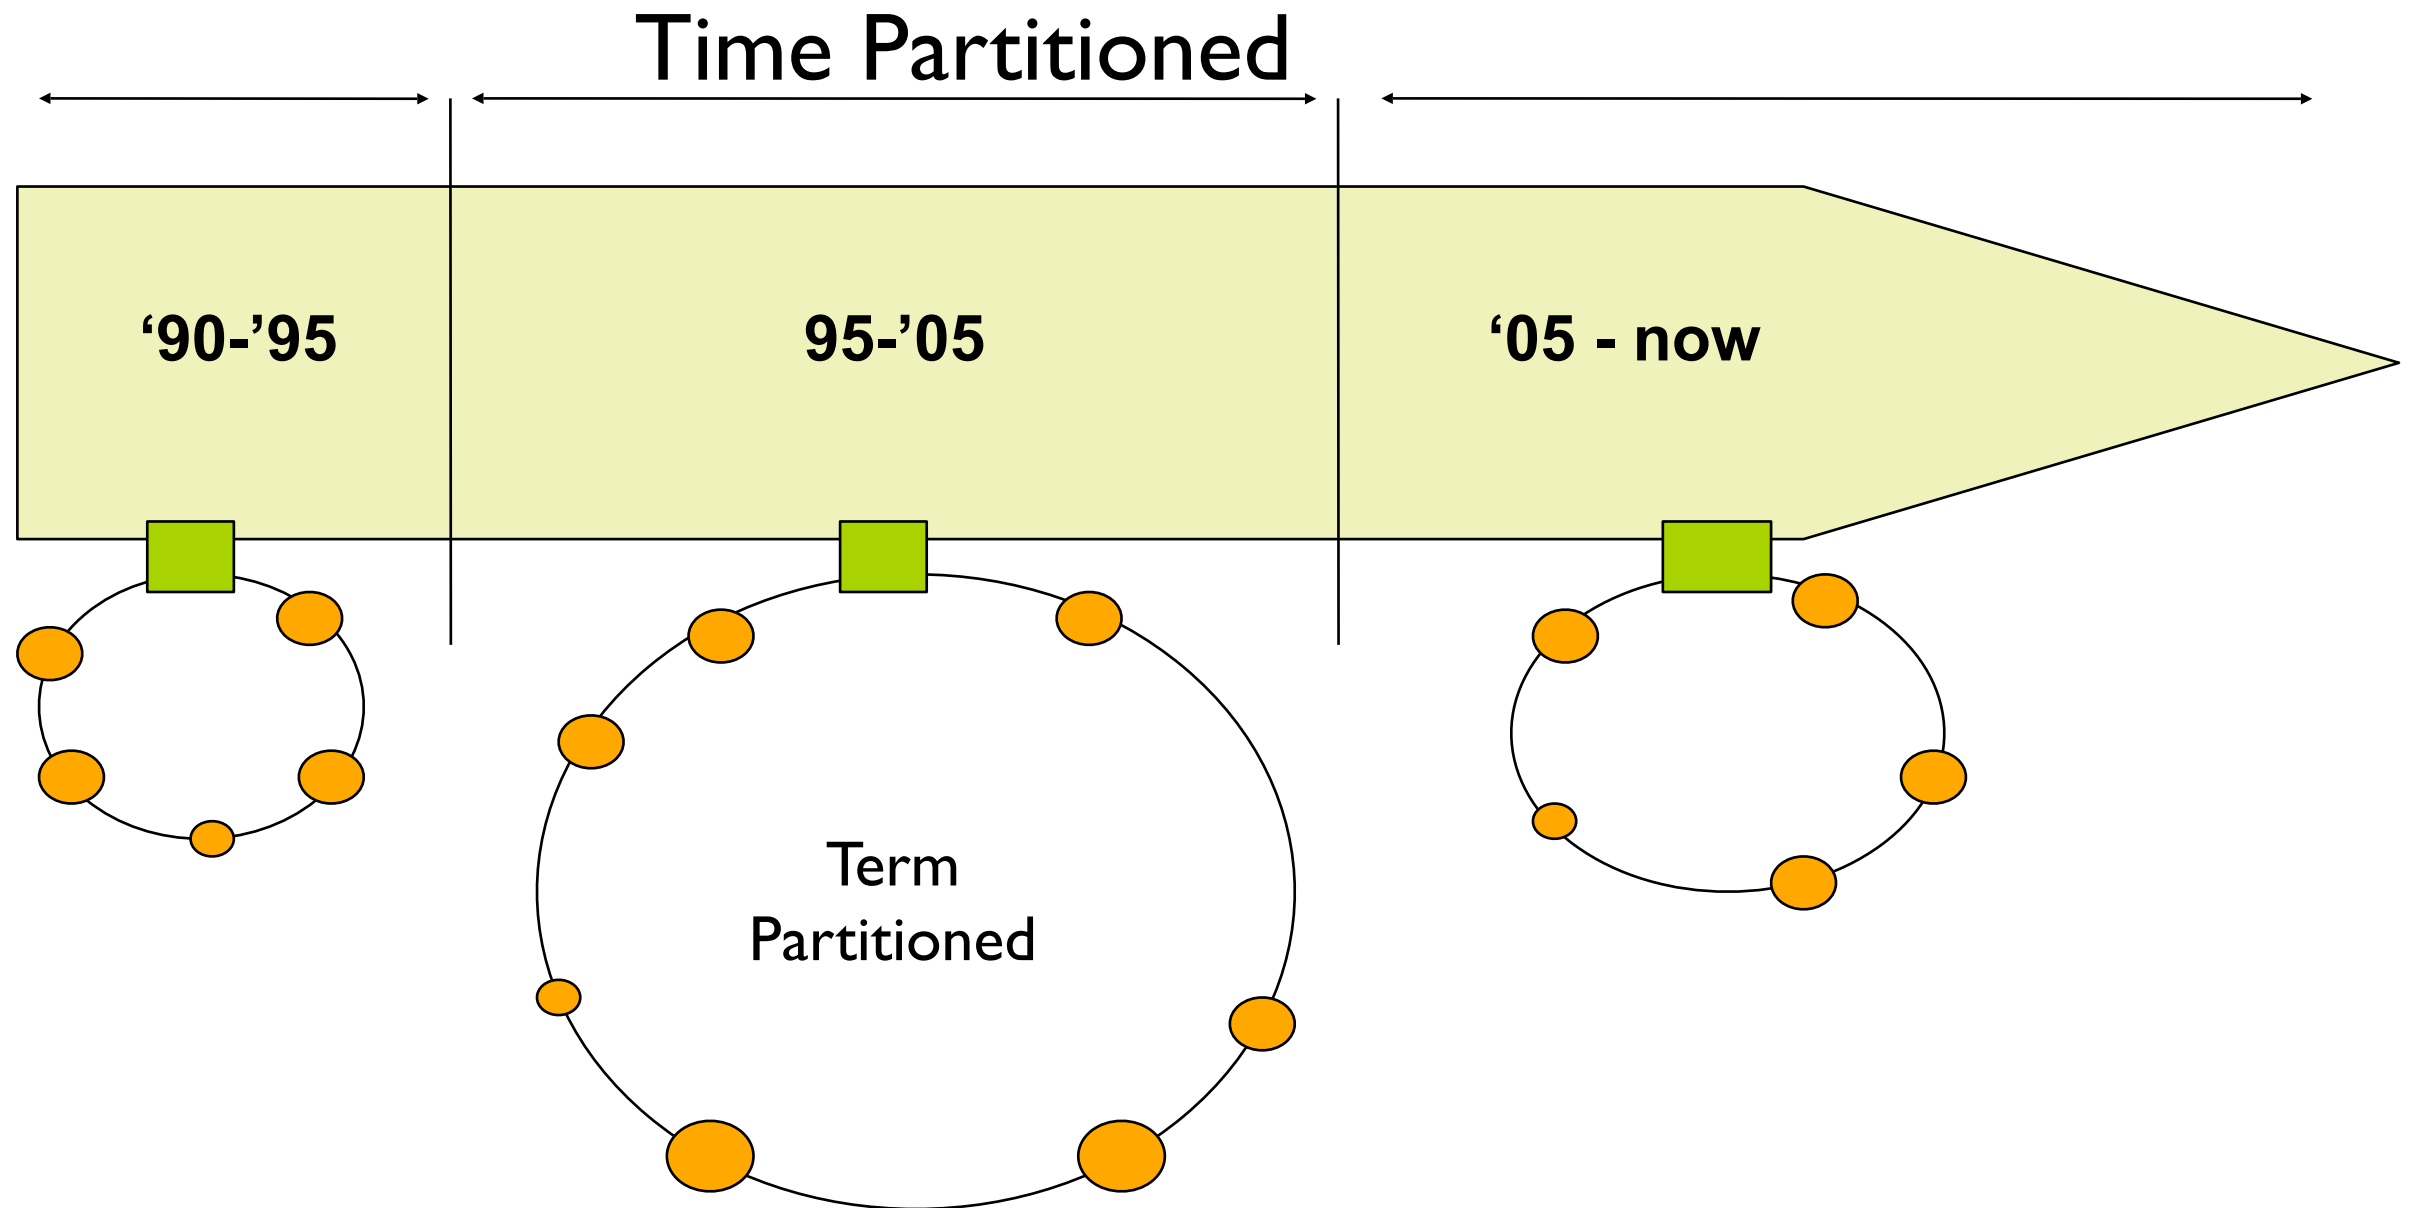 Time Partitioned
‘90-’95
95-’05
‘05 - now
Term
Partitioned